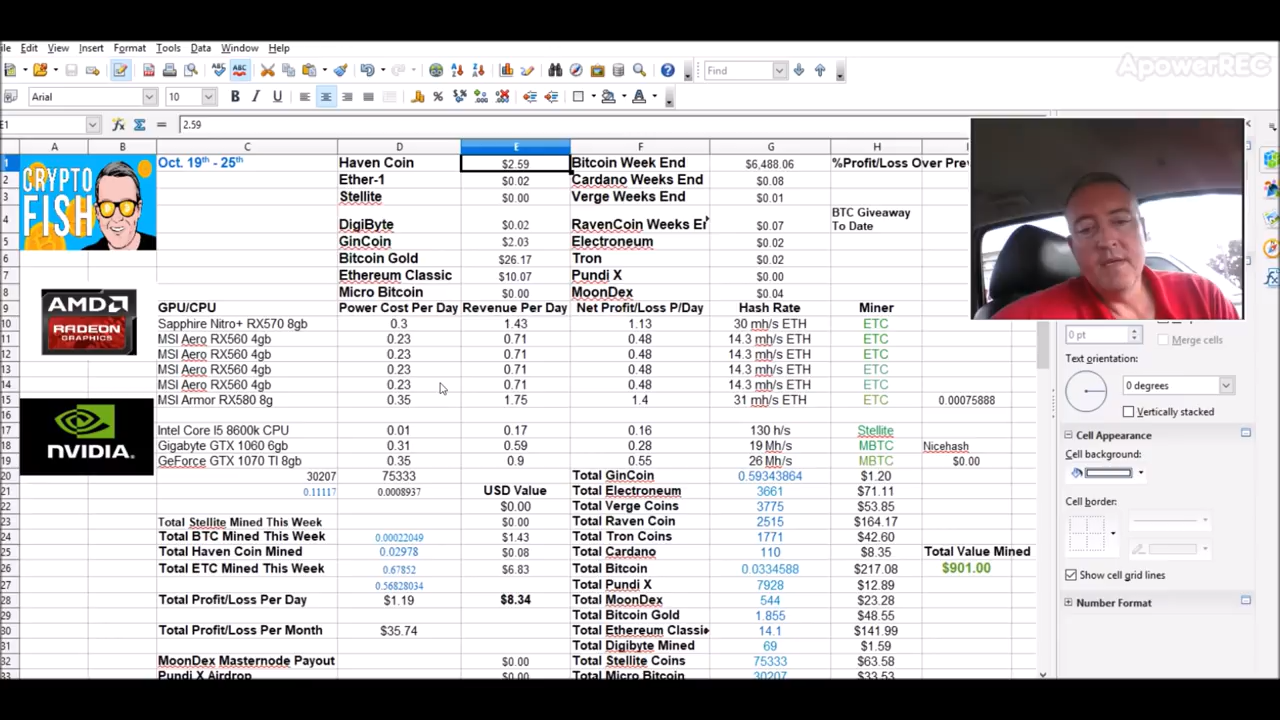 ile Edit View Insert Format Tools Data Window Help
ApowerREC
Find
Arial 10
E1 2.59
A B C D E F G H I
1 Oct. 19th - 25th Haven Coin $2.59 Bitcoin Week End $6,488.06 %Profit/Loss Over Prev
2 Ether-1 $0.02 Cardano Weeks End $0.08
3 Stellite $0.00 Verge Weeks End $0.01
4 DigiByte $0.02 RavenCoin Weeks E $0.07 BTC Giveaway To Date
5 GinCoin $2.03 Electroneum $0.02
6 Bitcoin Gold $26.17 Tron $0.02
7 Ethereum Classic $10.07 Pundi X $0.00
8 Micro Bitcoin $0.00 MoonDex $0.04
CRYPTO FISH
9 GPU/CPU Power Cost Per Day Revenue Per Day Net Profit/Loss P/Day Hash Rate Miner
10 Sapphire Nitro+ RX570 8gb 0.3 1.43 1.13 30 mh/s ETH ETC
11 MSI Aero RX560 4gb 0.23 0.71 0.48 14.3 mh/s ETH ETC
12 MSI Aero RX560 4gb 0.23 0.71 0.48 14.3 mh/s ETH ETC
13 MSI Aero RX560 4gb 0.23 0.71 0.48 14.3 mh/s ETH ETC
14 MSI Aero RX560 4gb 0.23 0.71 0.48 14.3 mh/s ETH ETC
15 MSI Armor RX580 8g 0.35 1.75 1.4 31 mh/s ETH ETC 0.00075888
AMD
RADEON
GRAPHICS
16
17 Intel Core I5 8600k CPU 0.01 0.17 0.16 130 h/s Stellite
18 Gigabyte GTX 1060 6gb 0.31 0.59 0.28 19 Mh/s MBTC Nicehash
19 GeForce GTX 1070 TI 8gb 0.35 0.9 0.55 26 Mh/s MBTC $0.00
NVIDIA.
20 30207 75333 Total GinCoin 0.59343864 $1.20
21 0.11117 0.0008937 USD Value Total Electroneum 3661 $71.11
22 $0.00 Total Verge Coins 3775 $53.85
23 Total Stellite Mined This Week $0.00 Total Raven Coin 2515 $164.17
24 Total BTC Mined This Week 0.00022049 $1.43 Total Tron Coins 1771 $42.60
25 Total Haven Coin Mined 0.02978 $0.08 Total Cardano 110 $8.35 Total Value Mined
26 Total ETC Mined This Week 0.67852 $6.83 Total Bitcoin 0.0334588 $217.08 $901.00
27 0.56828034 Total Pundi X 7928 $12.89
28 Total Profit/Loss Per Day $1.19 $8.34 Total MoonDex 544 $23.28
29 Total Bitcoin Gold 1.855 $48.55
30 Total Profit/Loss Per Month $35.74 Total Ethereum Classi 14.1 $141.99
31 Total Digibyte Mined 69 $1.59
32 MoonDex Masternode Payout $0.00 Total Stellite Coins 75333 $63.58
33 Pundi X Airdrop $0.00 Total Micro Bitcoin 30207 $33.53
0 pt
Merge cells
Text orientation:
0 degrees
Vertically stacked
Cell Appearance
Cell background:
Cell border:
Show cell grid lines
Number Format